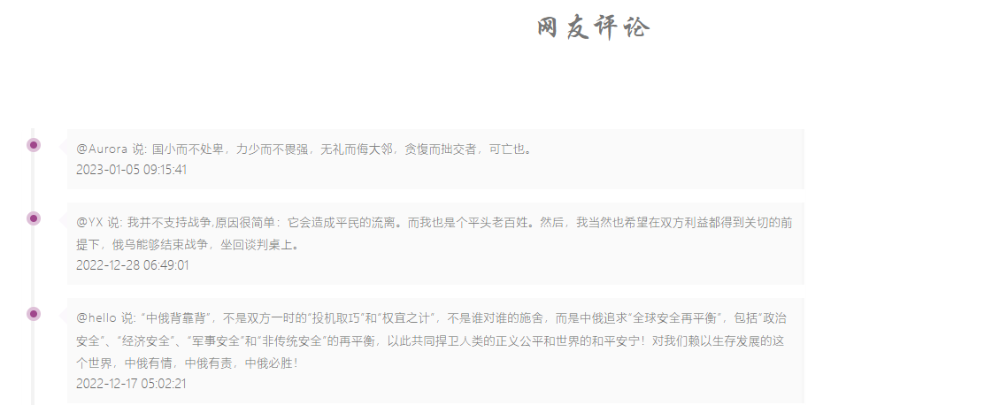 网友评论
@Aurora 说: 国小而不处卑，力少而不畏强，无礼而侮大邻，贪愎而拙交者，可亡也。
2023-01-05 09:15:41
@YX 说: 我并不支持战争,原因很简单：它会造成平民的流离。而我也是个平头老百姓。然后，我当然也希望在双方利益都得到关切的前
提下，俄乌能够结束战争，坐回谈判桌上。
2022-12-28 06:49:01
@hello 说: "中俄背靠背"，不是双方一时的"投机取巧"和"权宜之计"，不是谁对谁的施舍，而是中俄追求"全球安全再平衡"，包括"政治
安全"、"经济安全"、"军事安全"和"非传统安全"的再平衡，以此共同捍卫人类的正义公平和世界的和平安宁！对我们赖以生存发展的这
个世界，中俄有情，中俄有责，中俄必胜！
2022-12-17 05:02:21